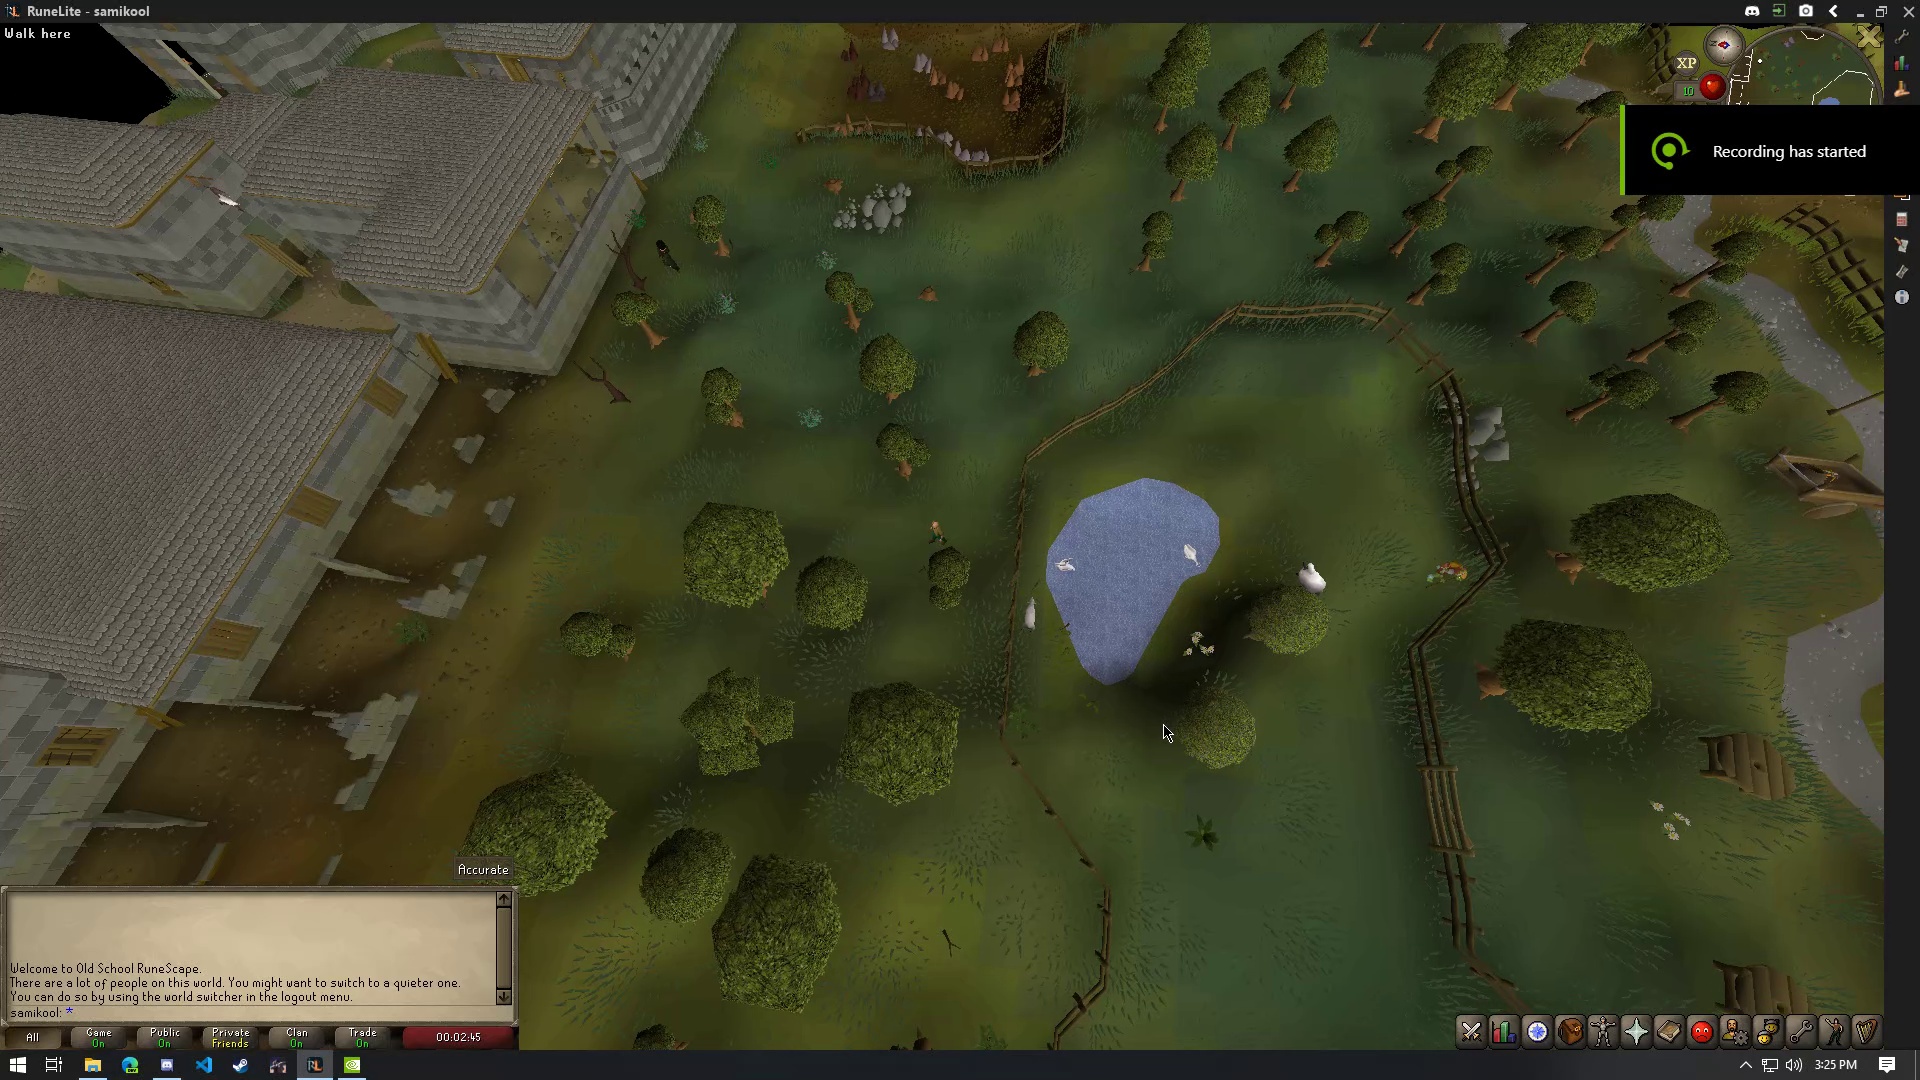 RuneLite - samikool
Walk here
XP
10
Recording has started
Accurate
Welcome to Old School RuneScape.
There are a lot of people on this world. You might want to switch to a quieter one.
You can do so by using the world switcher in the logout menu.
samikool: *
All
Game
On
Public
On
Private
Friends
Clan
On
Trade
On
00:02:45
3:25 PM